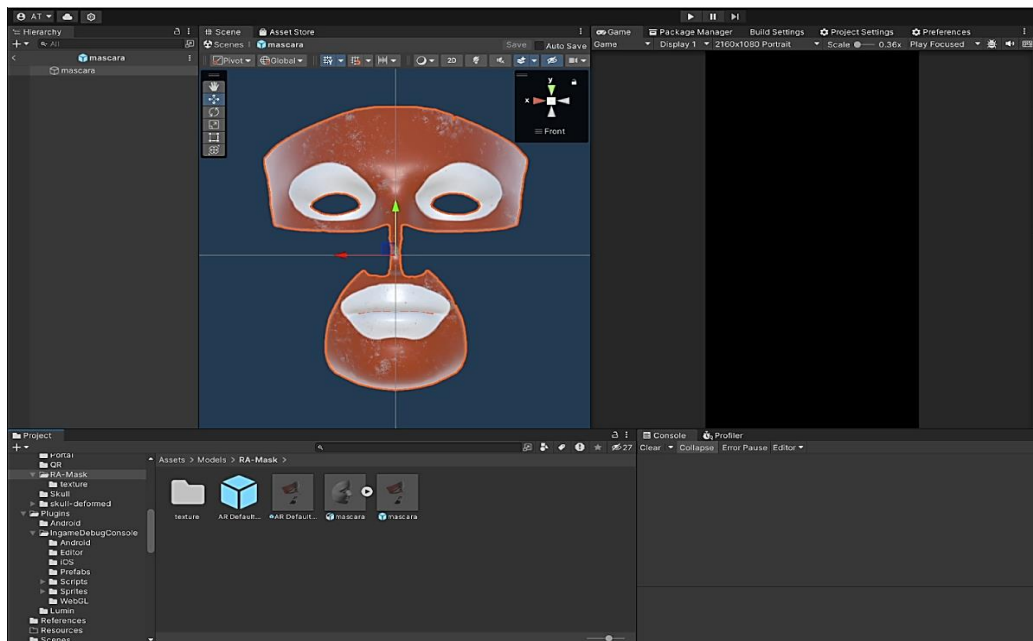 AT
Hierarchy
Scene
Asset Store
Game
Package Manager
Build Settings
Project Settings
Preferences
All
Scenes
mascara
Save
Auto Save
Game
Display 1
2160x1080 Portrait
Scale
0.36x
Play Focused
mascara
mascara
Pivot
Global
2D
y
x
Front
Project
Console
Profiler
27
Clear
Collapse
Error Pause
Editor
Portal
QR
RA-Mask
texture
Skull
skull-deformed
Plugins
Android
IngameDebugConsole
Android
Editor
iOS
Prefabs
Scripts
Sprites
WebGL
Lumin
References
Resources
Scenes
Assets > Models > RA-Mask >
texture
AR Default...
AR Default...
mascara
mascara